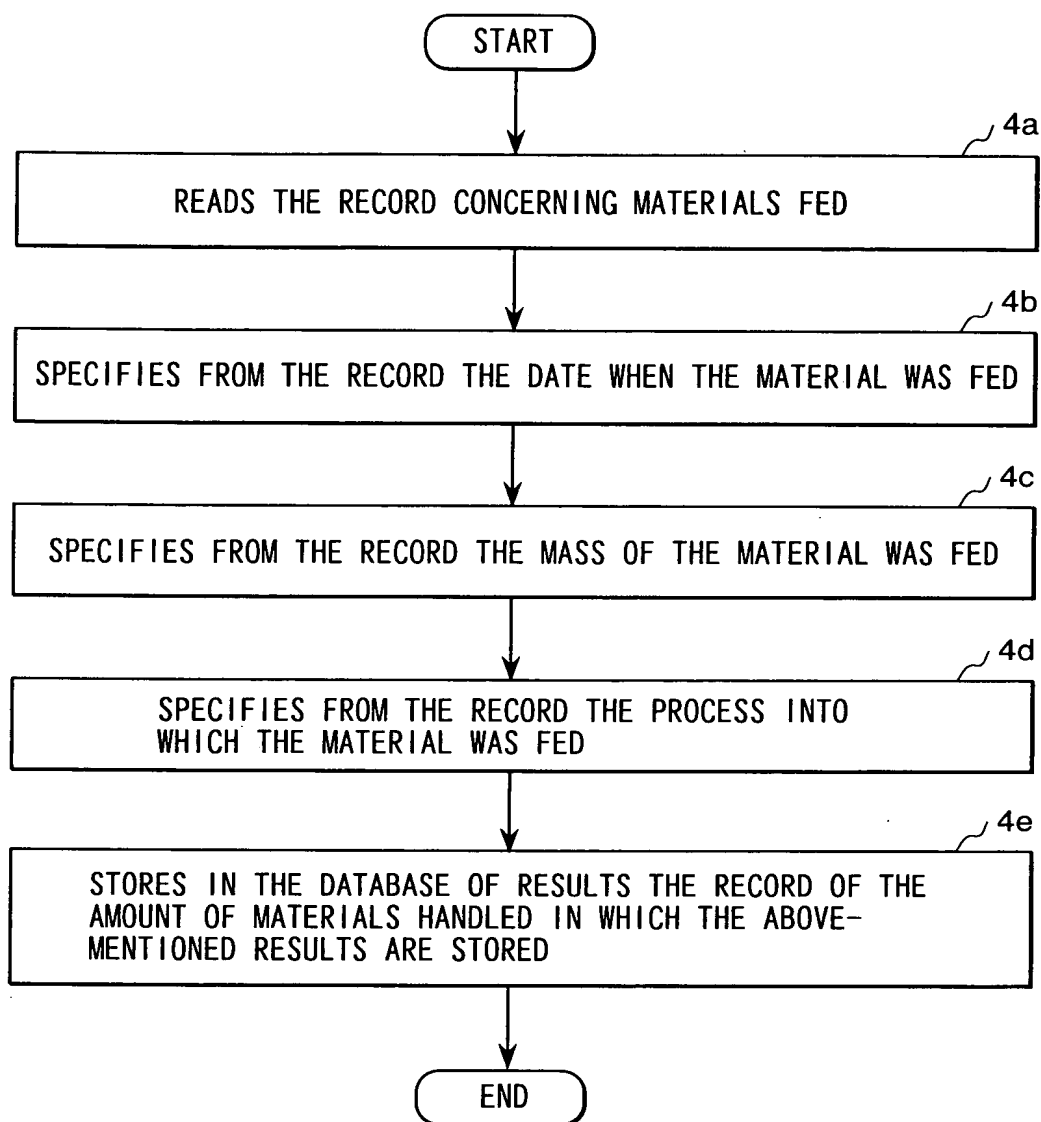 START
4a
READS THE RECORD CONCERNING MATERIALS FED
4b
SPECIFIES FROM THE RECORD THE DATE WHEN THE MATERIAL WAS FED
4c
SPECIFIES FROM THE RECORD THE MASS OF THE MATERIAL WAS FED
4d
SPECIFIES FROM THE RECORD THE PROCESS INTO
WHICH THE MATERIAL WAS FED
4e
STORES IN THE DATABASE OF RESULTS THE RECORD OF THE
AMOUNT OF MATERIALS HANDLED IN WHICH THE ABOVE-
MENTIONED RESULTS ARE STORED
END